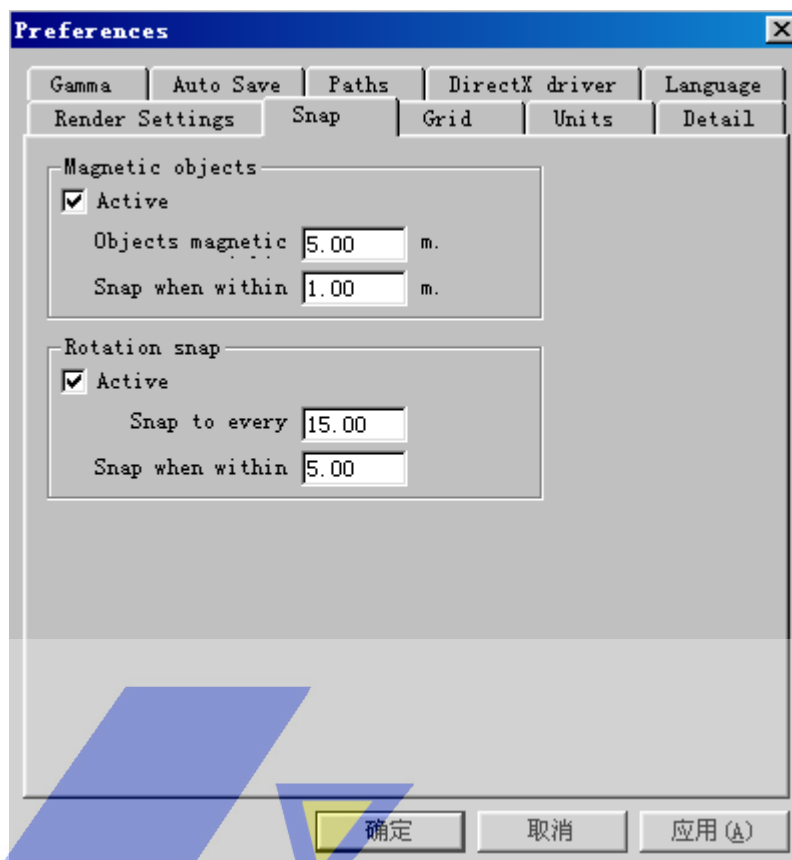 Preferences
Gamma Auto Save Paths DirectX driver Language
Render Settings Snap Grid Units Detail
Magnetic objects
Active
Objects magnetic 5.00 m.
Snap when within 1.00 m.
Rotation snap
Active
Snap to every 15.00
Snap when within 5.00
确定 取消 应用(A)